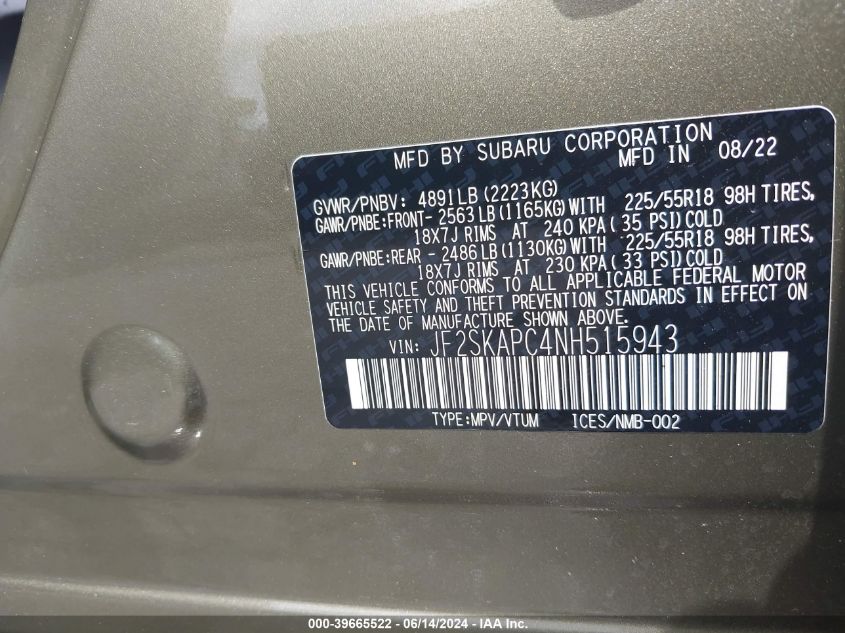 MFD BY SUBARU CORPORATION
MFD IN 08/22
GVWR/PNBV: 4891LB (2223KG)
GAWR/PNBE:FRONT- 2563LB (1165KG) WITH 225/55R18 98H TIRES,
18X7J RIMS AT 240 KPA( 35 PSI) COLD
GAWR/PNBE:REAR - 2486LB (1130KG) WITH 225/55R18 98H TIRES,
18X7J RIMS AT 230 KPA( 33 PSI) COLD
THIS VEHICLE CONFORMS TO ALL APPLICABLE FEDERAL MOTOR
VEHICLE SAFETY AND THEFT PREVENTION STANDARDS IN EFFECT ON
THE DATE OF MANUFACTURE SHOWN ABOVE.
VIN: JF2SKAPC4NH515943
TYPE:MPV/VTUM ICES/NMB-002
000-39665522 - 06/14/2024 - IAA Inc.